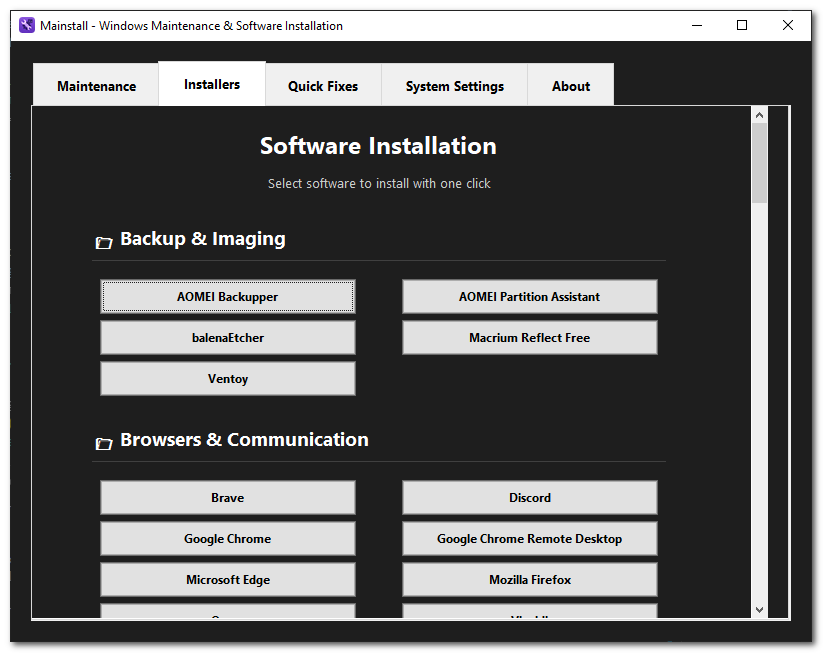 Mainstall - Windows Maintenance & Software Installation
Maintenance Installers Quick Fixes System Settings About
Software Installation
Select software to install with one click
Backup & Imaging
AOMEI Backupper AOMEI Partition Assistant
balenaEtcher Macrium Reflect Free
Ventoy
Browsers & Communication
Brave Discord
Google Chrome Google Chrome Remote Desktop
Microsoft Edge Mozilla Firefox